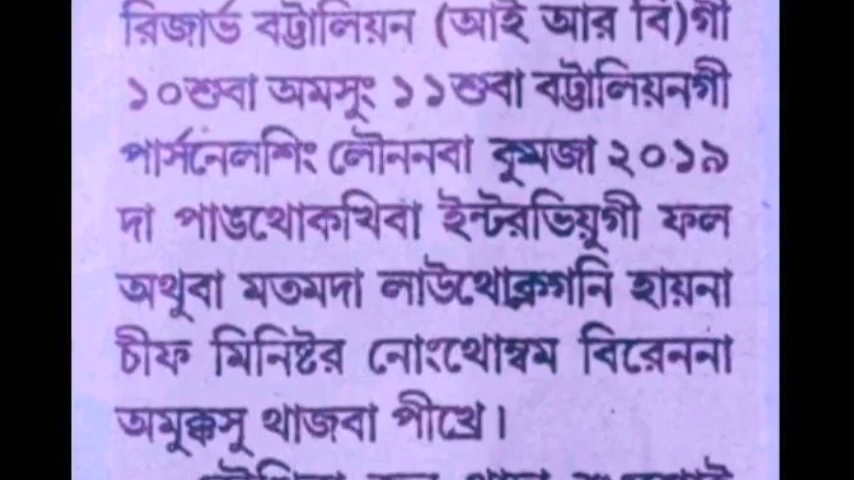 রিজার্ভ বট্টালিয়ন (আই আর বি)গী
১০শুবা অমসুং ১১শুবা বট্টালিয়নগী
পার্সনেলশিং লৌননবা কুমজা ২০১৯
দা পাঙথোকখিবা ইন্টরভিয়ুগী ফল
অথুবা মতমদা লাউথোক্লগনি হায়না
চীফ মিনিষ্টর নোংথোম্বম বিরেননা
অমুক্কসু থাজবা পীখ্রে।